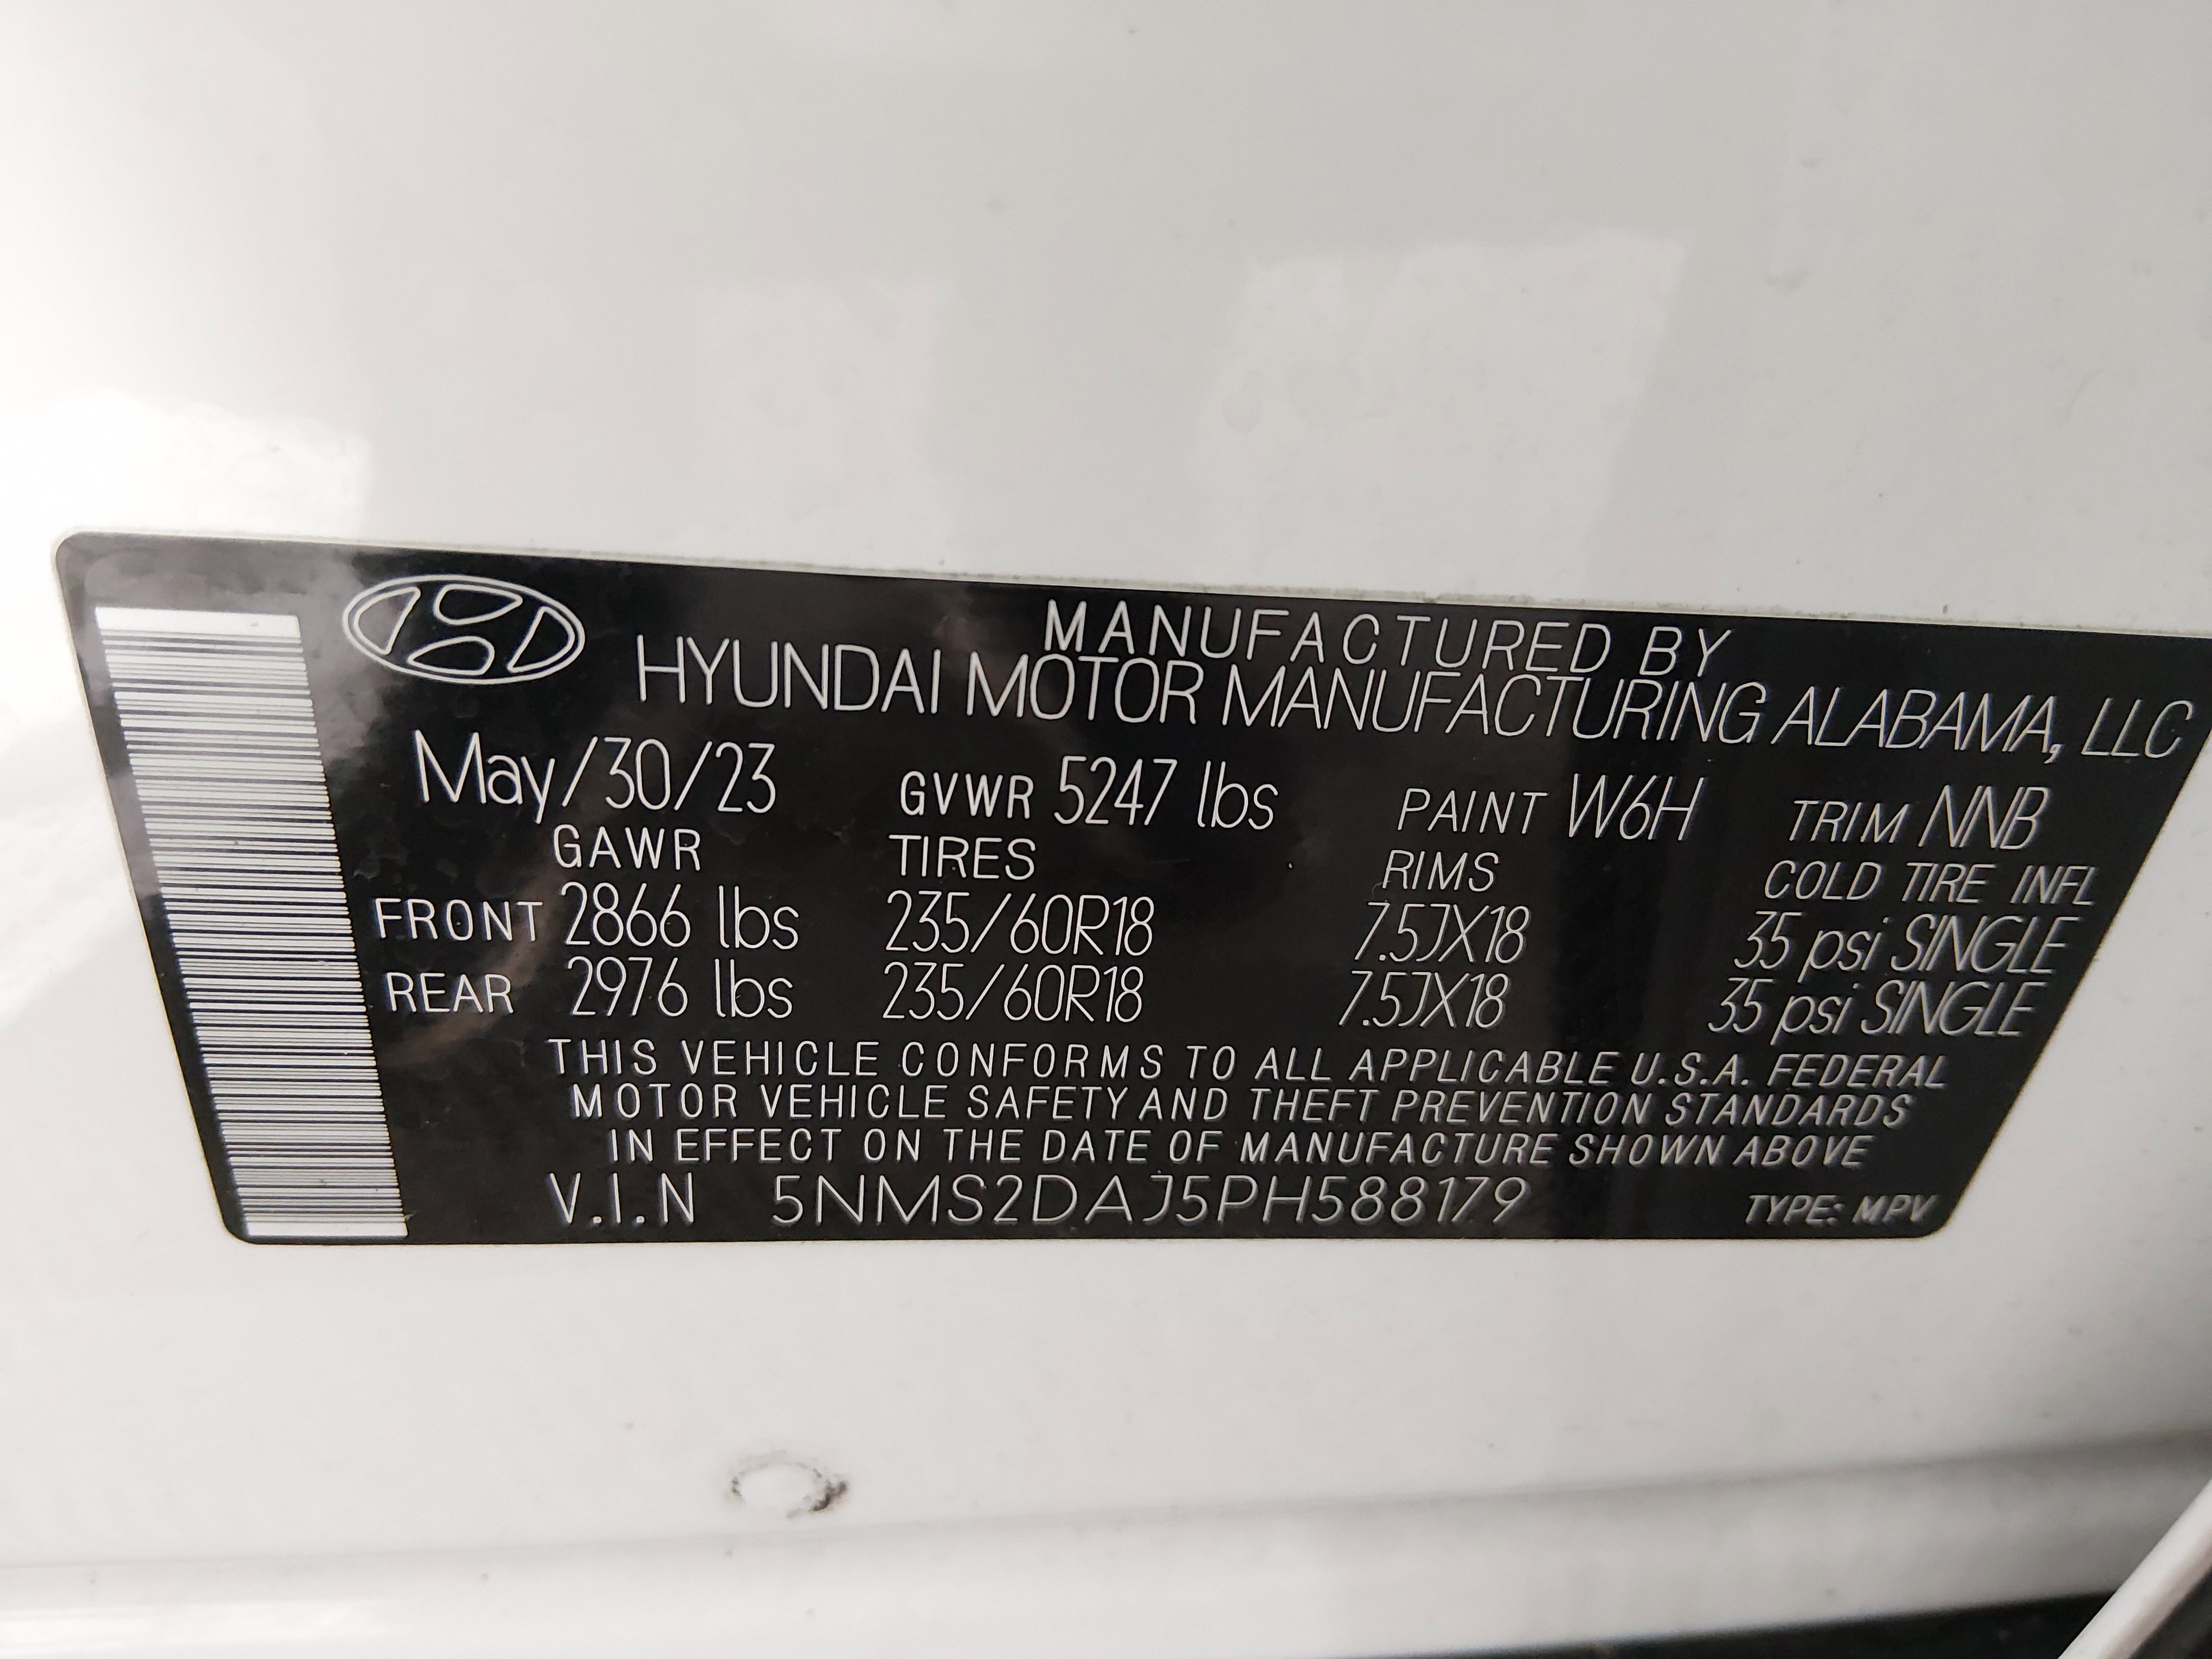 MANUFACTURED BY
HYUNDAI MOTOR MANUFACTURING ALABAMA, LLC
May/30/23 GVWR 5247 lbs PAINT W6H TRIM NNB
GAWR TIRES RIMS COLD TIRE INFL
FRONT 2866 lbs 235/60R18 7.5JX18 35 psi SINGLE
REAR 2976 lbs 235/60R18 7.5JX18 35 psi SINGLE
THIS VEHICLE CONFORMS TO ALL APPLICABLE U.S.A. FEDERAL
MOTOR VEHICLE SAFETY AND THEFT PREVENTION STANDARDS
IN EFFECT ON THE DATE OF MANUFACTURE SHOWN ABOVE
V.I.N 5NMS2DAJ5PH588179 TYPE: MPV